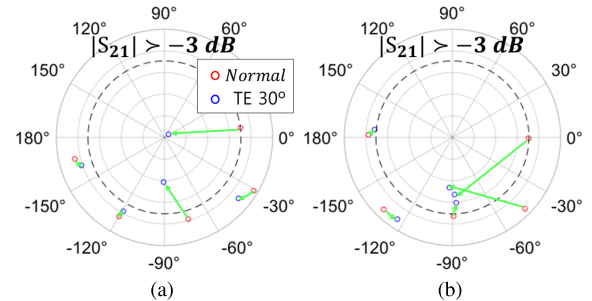 90° 90°
120° 60° 120° 60°
|S₂₁| ≻ −3 dB |S₂₁| ≻ −3 dB
150° Normal 150° 30°
TE 30°
180° 0° 180° 0°
-150° -30° -150° -30°
-120° -60° -120° -60°
-90° -90°
(a) (b)